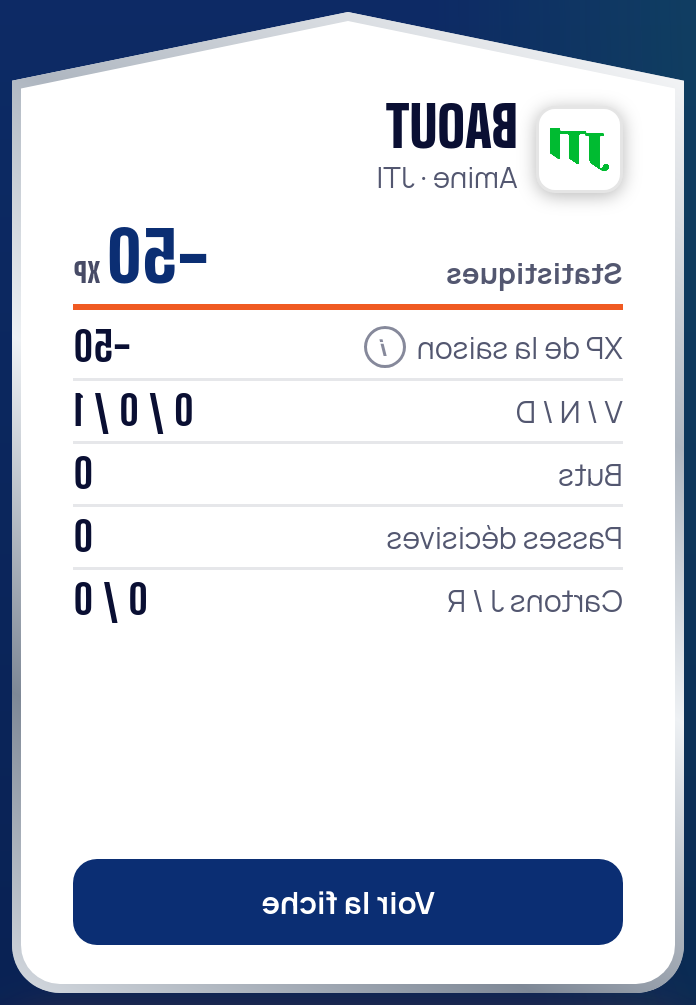 BAOUT
Amine · JTI
Statistiques -50 XP
XP de la saison i -50
V / N / D 0 / 0 / 1
Buts 0
Passes décisives 0
Cartons J / R 0 / 0
Voir la fiche